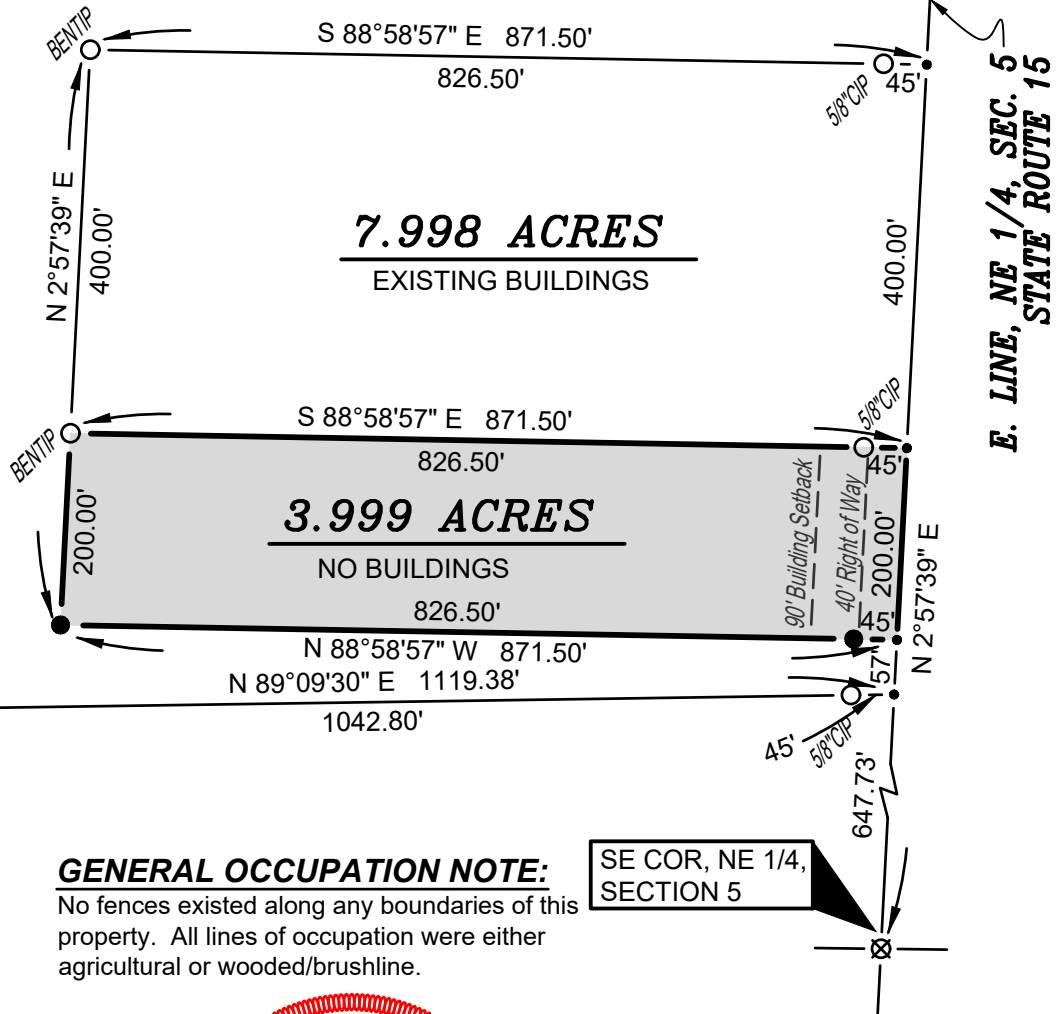 BENTIP
S 88°58'57" E 871.50'
826.50'
5/8"CIP
45'
E. LINE, NE 1/4, SEC. 5
STATE ROUTE 15
N 2°57'39" E
400.00'
7.998 ACRES
EXISTING BUILDINGS
400.00'
BENTIP
S 88°58'57" E 871.50'
826.50'
5/8"CIP
45'
200.00'
3.999 ACRES
NO BUILDINGS
90' Building Setback
40' Right of Way
200.00'
N 2°57'39" E
826.50'
45'
N 88°58'57" W 871.50'
57'
N 89°09'30" E 1119.38'
1042.80'
45'
5/8"CIP
647.73'
GENERAL OCCUPATION NOTE:
No fences existed along any boundaries of this
property. All lines of occupation were either
agricultural or wooded/brushline.
SE COR, NE 1/4,
SECTION 5